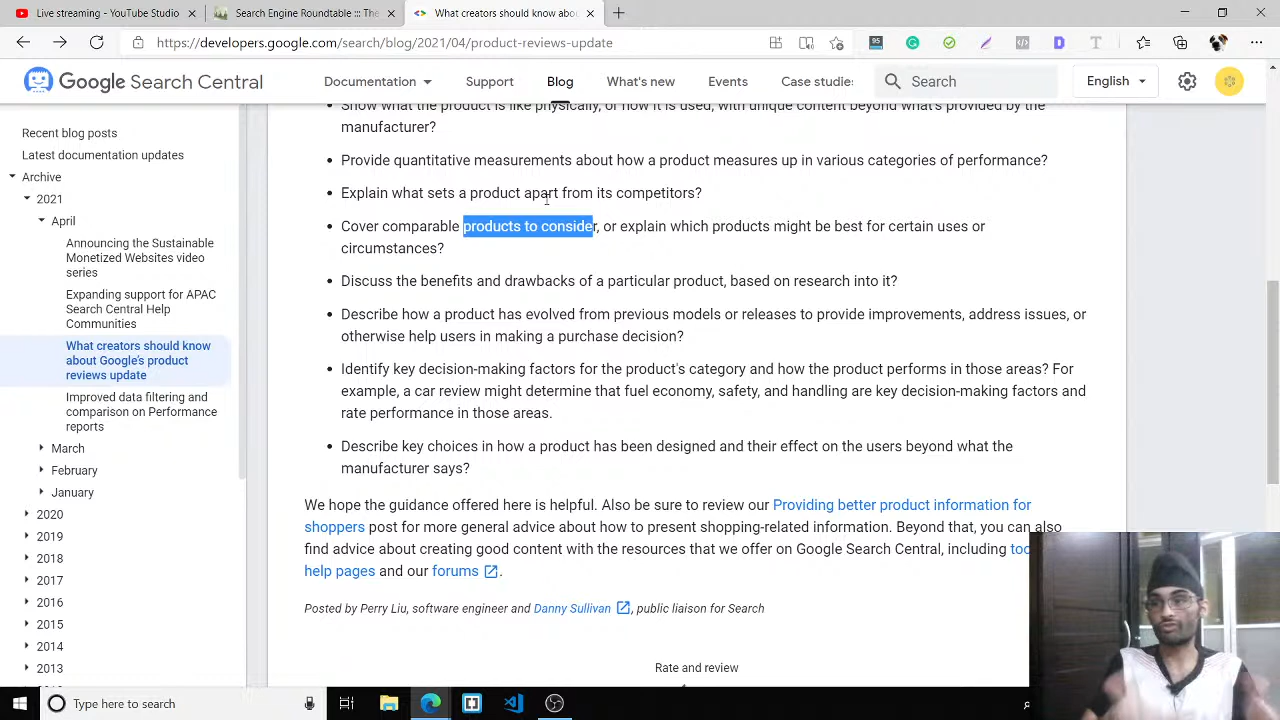 Live streaming - YouTube Studio
Search Engine Roundtable ::: The
What creators should know abou
https://developers.google.com/search/blog/2021/04/product-reviews-update
95
Google Search Central
Documentation
Support
Blog
What's new
Events
Case studies
Search
English
Show what the product is like physically, or how it is used, with unique content beyond what's provided by the
manufacturer?
Provide quantitative measurements about how a product measures up in various categories of performance?
Explain what sets a product apart from its competitors?
Cover comparable products to consider, or explain which products might be best for certain uses or
circumstances?
Discuss the benefits and drawbacks of a particular product, based on research into it?
Describe how a product has evolved from previous models or releases to provide improvements, address issues, or
otherwise help users in making a purchase decision?
Identify key decision-making factors for the product's category and how the product performs in those areas? For
example, a car review might determine that fuel economy, safety, and handling are key decision-making factors and
rate performance in those areas.
Describe key choices in how a product has been designed and their effect on the users beyond what the
manufacturer says?
We hope the guidance offered here is helpful. Also be sure to review our Providing better product information for
shoppers post for more general advice about how to present shopping-related information. Beyond that, you can also
find advice about creating good content with the resources that we offer on Google Search Central, including
help pages and our forums.
Posted by Perry Liu, software engineer and Danny Sullivan, public liaison for Search
Rate and review
Recent blog posts
Latest documentation updates
Archive
2021
April
Announcing the Sustainable
Monetized Websites video
series
Expanding support for APAC
Search Central Help
Communities
What creators should know
about Google's product
reviews update
Improved data filtering and
comparison on Performance
reports
March
February
January
2020
2019
2018
2017
2016
2015
2014
2013
Type here to search